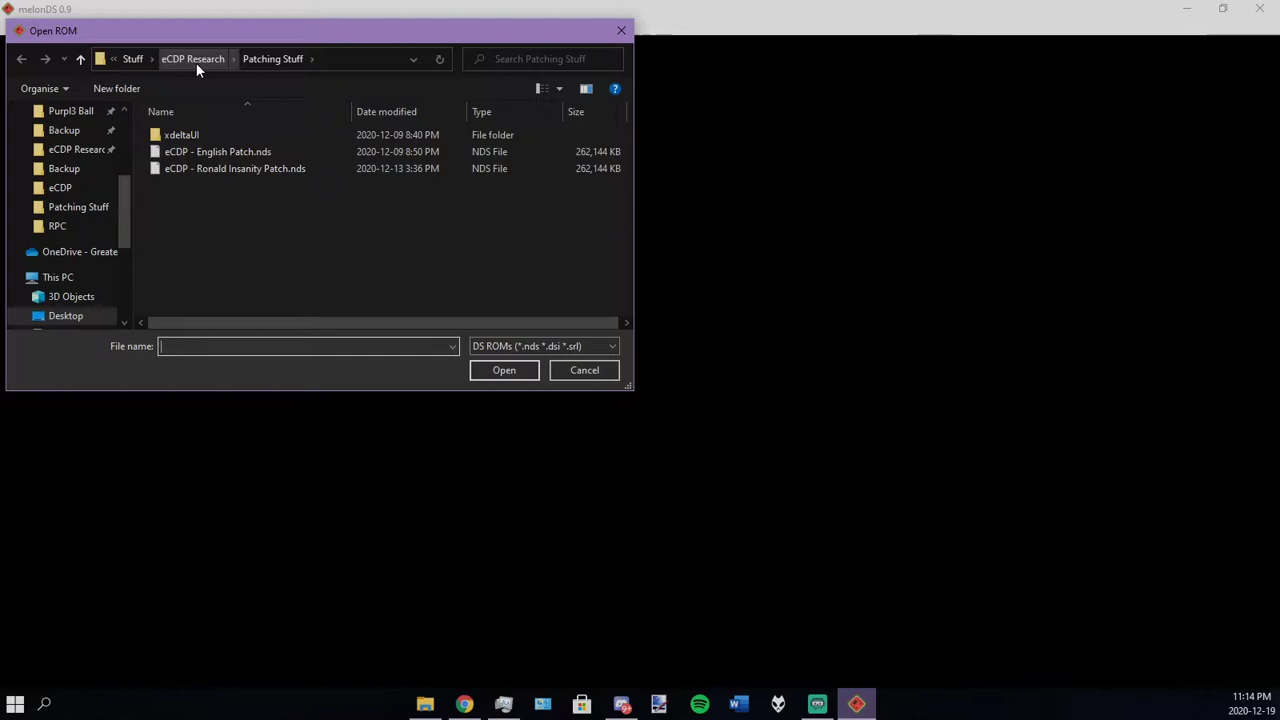 melonDS 0.9
Open ROM
Stuff
eCDP Research
Patching Stuff
Search Patching Stuff
Organise
New folder
Name
Date modified
Type
Size
Purpl3 Ball
Backup
eCDP Researc
Backup
eCDP
Patching Stuff
RPC
OneDrive - Greate
This PC
3D Objects
Desktop
xdeltaUI
2020-12-09 8:40 PM
File folder
eCDP - English Patch.nds
2020-12-09 8:50 PM
NDS File
262,144 KB
eCDP - Ronald Insanity Patch.nds
2020-12-13 3:36 PM
NDS File
262,144 KB
File name:
DS ROMs (*.nds *.dsi *.srl)
Open
Cancel
11:14 PM
2020-12-19